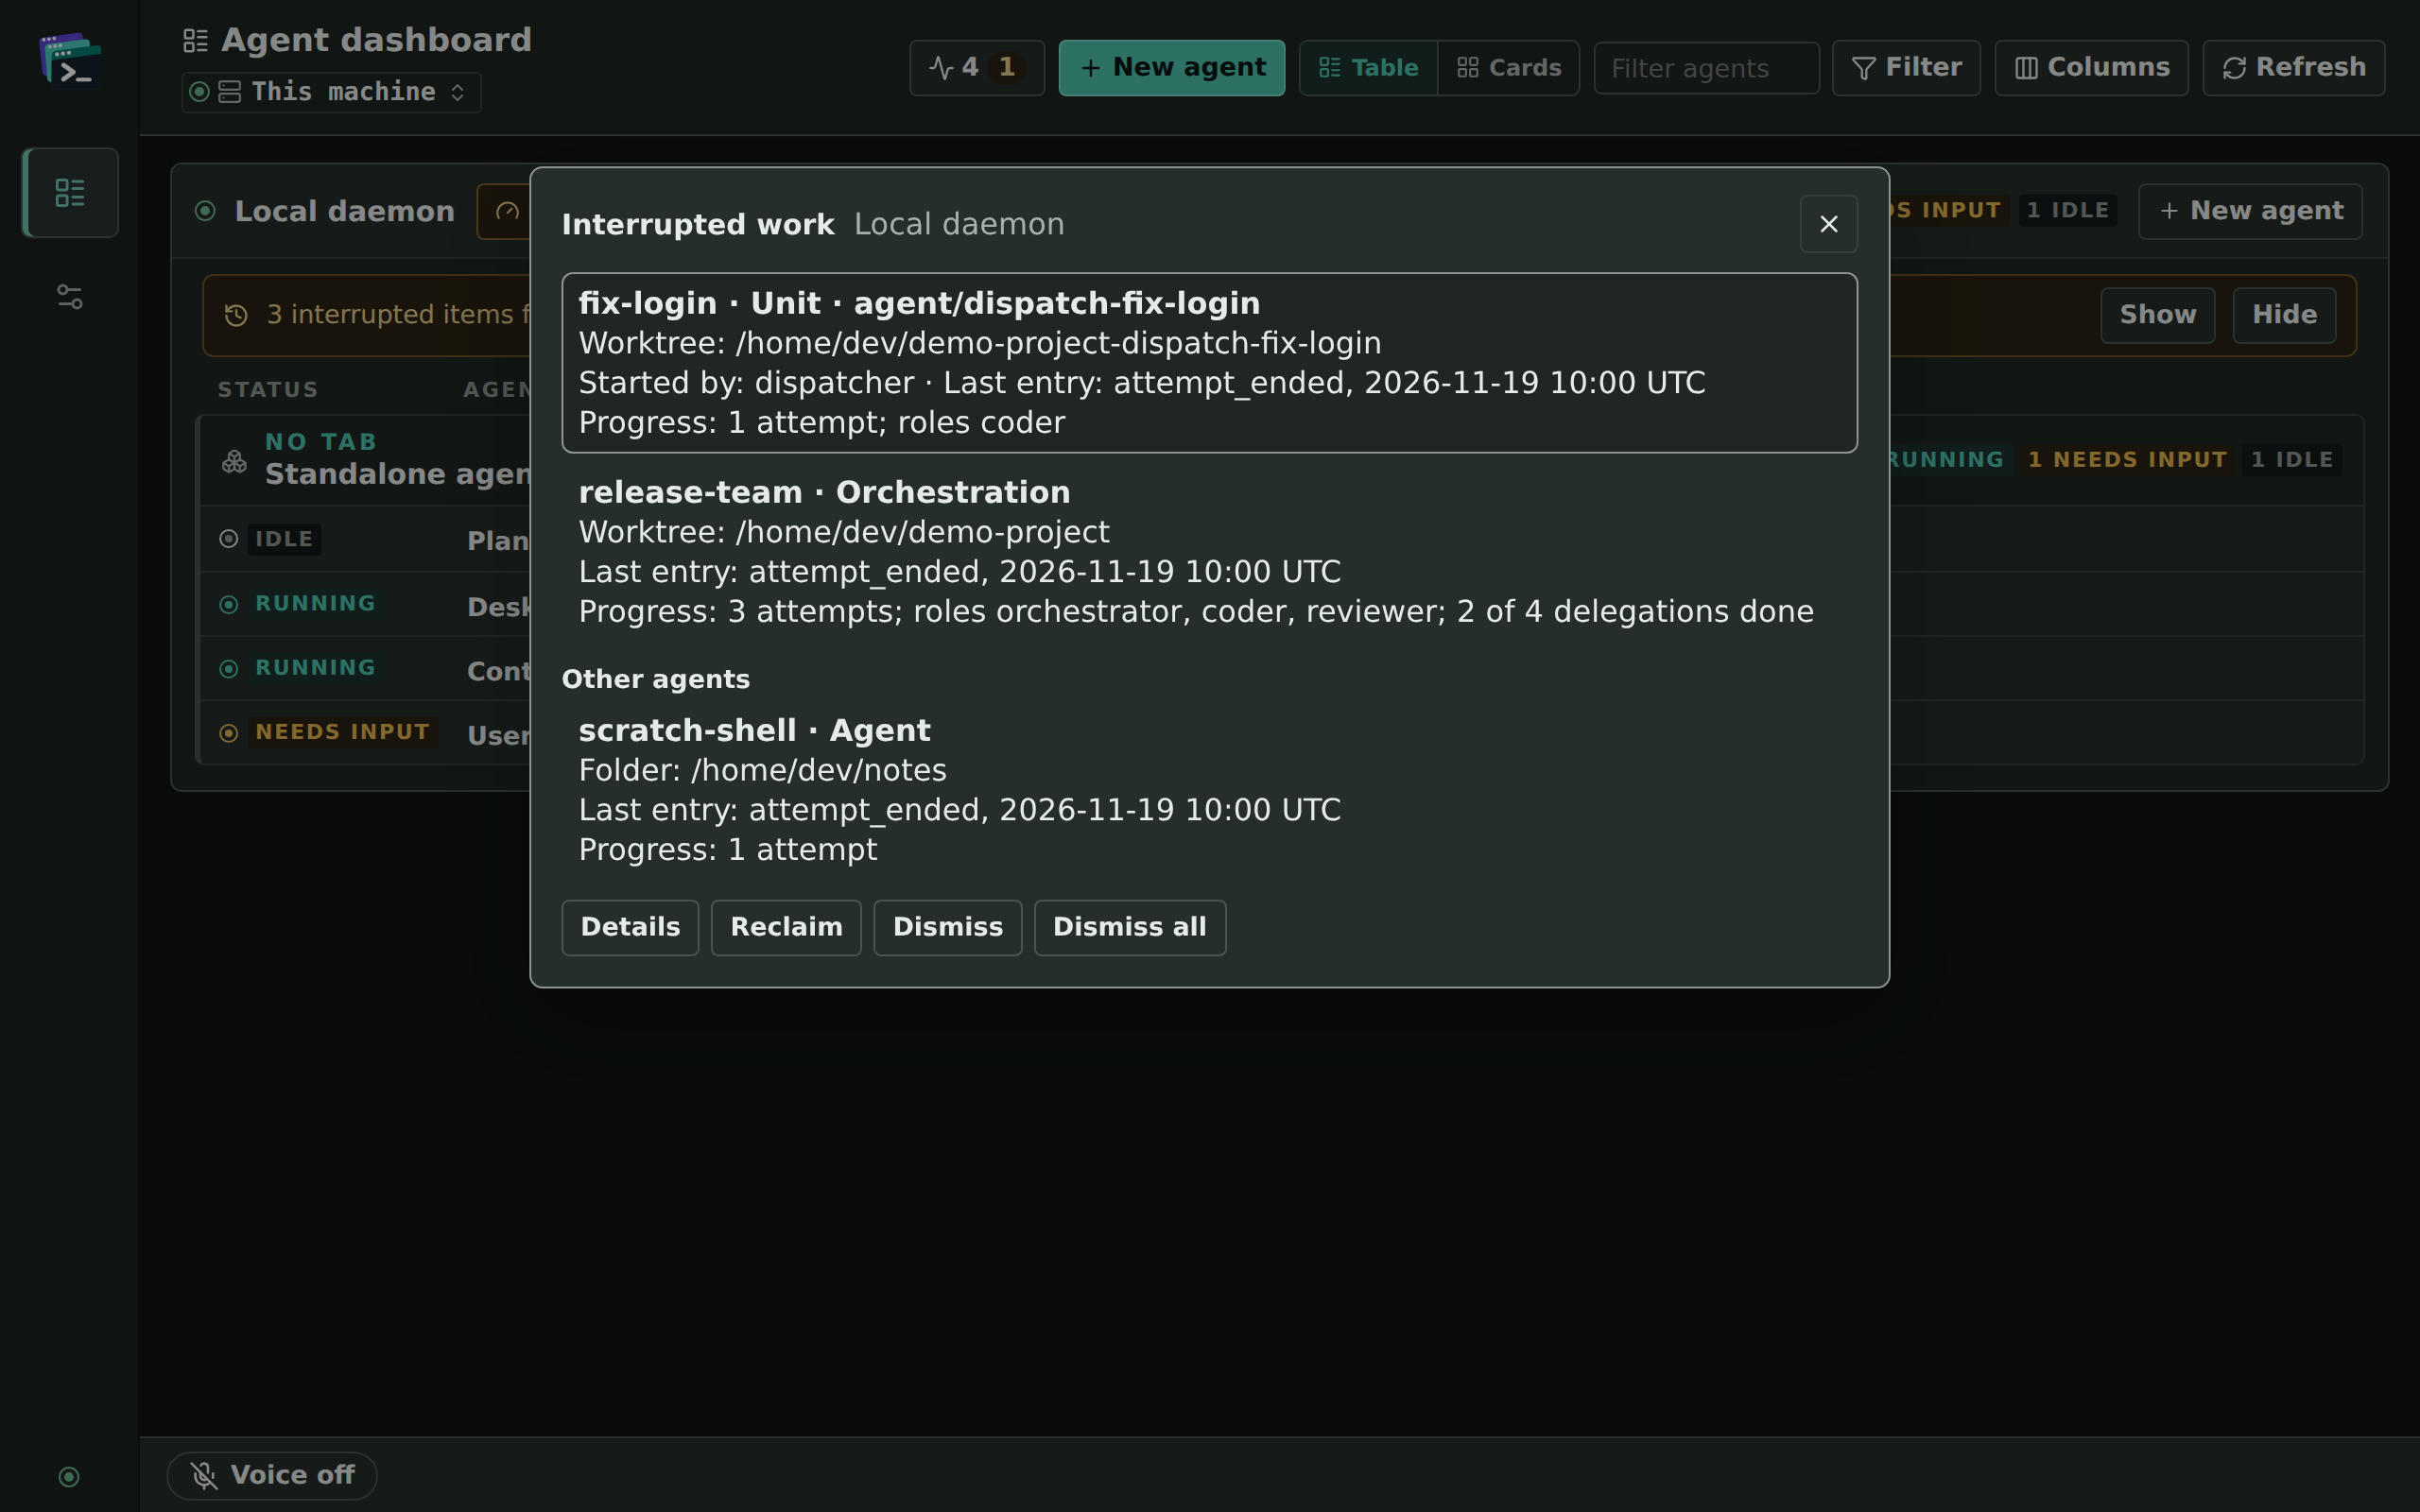 Agent dashboard
This machine
4 1
New agent
Table
Cards
Filter agents
Filter
Columns
Refresh
Local daemon
INPUT
1 IDLE
New agent
3 interrupted items
Show
Hide
STATUS
NO TAB
Standalone
RUNNING
1 NEEDS INPUT
1 IDLE
IDLE
RUNNING
RUNNING
NEEDS INPUT
Interrupted work Local daemon
fix-login · Unit · agent/dispatch-fix-login
Worktree: /home/dev/demo-project-dispatch-fix-login
Started by: dispatcher · Last entry: attempt_ended, 2026-11-19 10:00 UTC
Progress: 1 attempt; roles coder
release-team · Orchestration
Worktree: /home/dev/demo-project
Last entry: attempt_ended, 2026-11-19 10:00 UTC
Progress: 3 attempts; roles orchestrator, coder, reviewer; 2 of 4 delegations done
Other agents
scratch-shell · Agent
Folder: /home/dev/notes
Last entry: attempt_ended, 2026-11-19 10:00 UTC
Progress: 1 attempt
Details
Reclaim
Dismiss
Dismiss all
Voice off